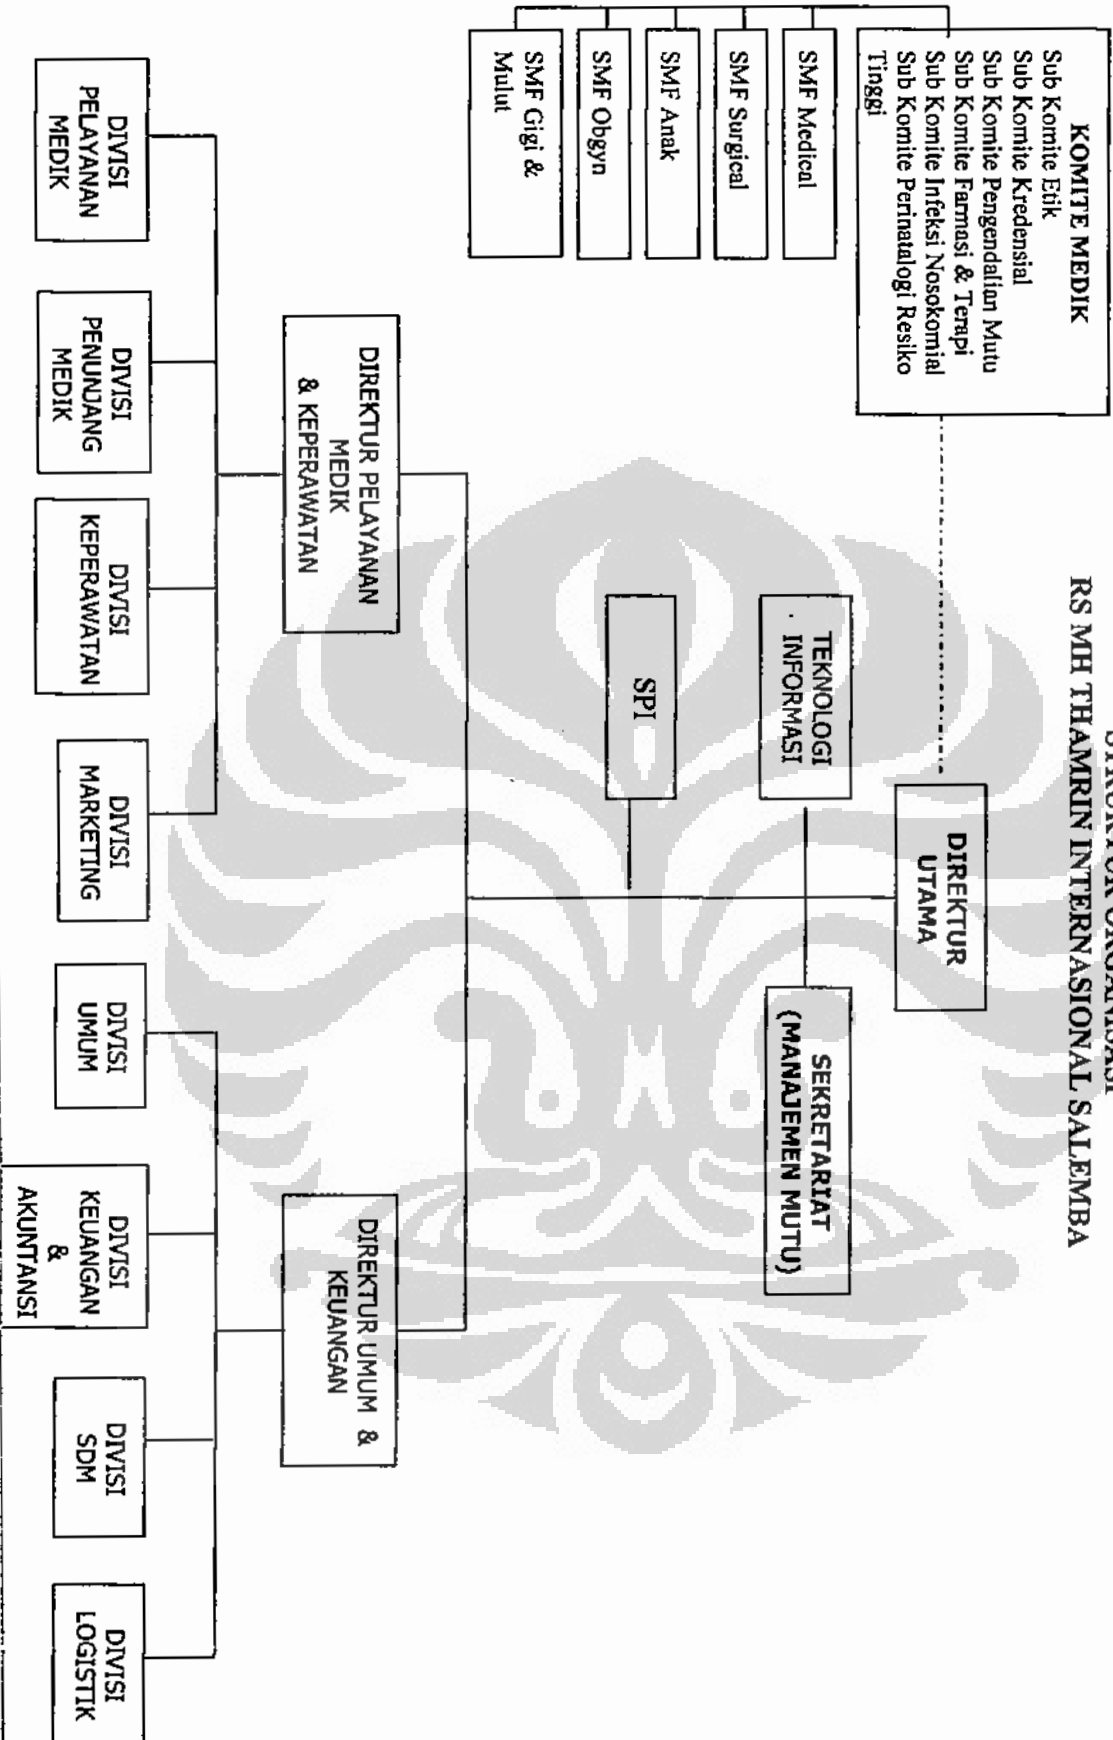 STRUKTUR ORGANISASI
RS MH THAMRIN INTERNASIONAL SALEMBA
KOMITE MEDIK
Sub Komite Etik
Sub Komite Kredensial
Sub Komite Pengendalian Mutu
Sub Komite Farmasi & Terapi
Sub Komite Infeksi Nosokomial
Sub Komite Perinatalogi Resiko
Tinggi
DIREKTUR
UTAMA
SMF Medical
SMF Surgical
SMF Anak
SMF Obgyn
SMF Gigi &
Mulut
TEKNOLOGI
INFORMASI
SEKRETARIAT
(MANAJEMEN MUTU)
SPI
DIREKTUR PELAYANAN
MEDIK
& KEPERAWATAN
DIREKTUR UMUM &
KEUANGAN
DIVISI
PELAYANAN
MEDIK
DIVISI
PENUNJANG
MEDIK
DIVISI
KEPERAWATAN
DIVISI
MARKETING
DIVISI
UMUM
DIVISI
KEUANGAN
&
AKUNTANSI
DIVISI
SDM
DIVISI
LOGISTIK